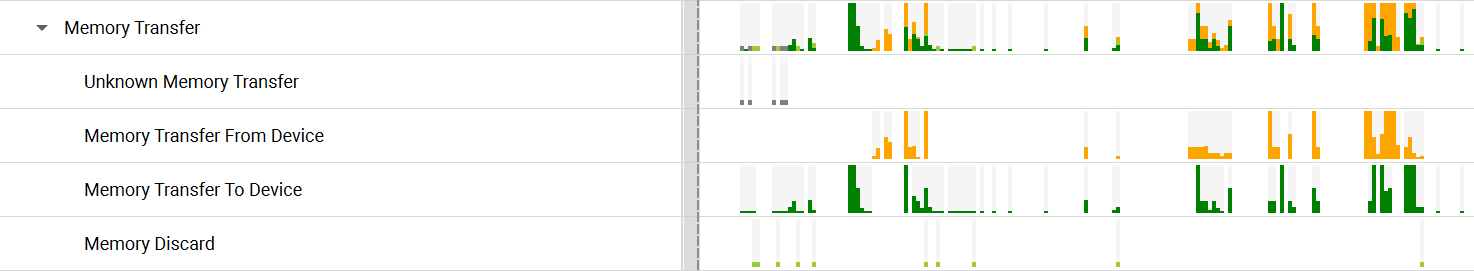 Memory Transfer
Unknown Memory Transfer
Memory Transfer From Device
Memory Transfer To Device
Memory Discard